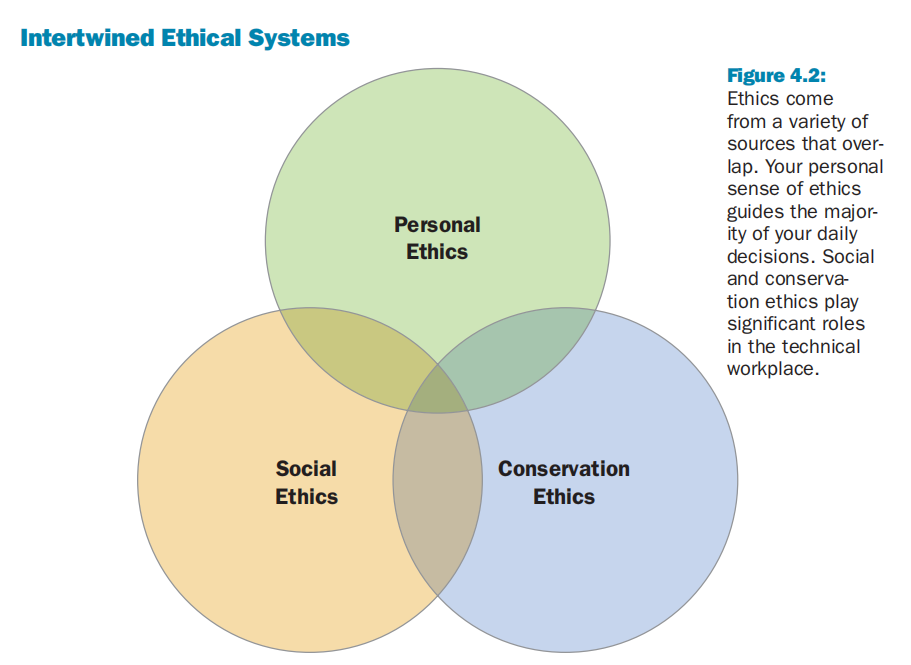 Intertwined Ethical Systems
Figure 4.2:
Ethics come
from a variety of
sources that over-
lap. Your personal
sense of ethics
guides the major-
ity of your daily
decisions. Social
and conserva-
tion ethics play
significant roles
in the technical
workplace.
Personal
Ethics
Social
Ethics
Conservation
Ethics